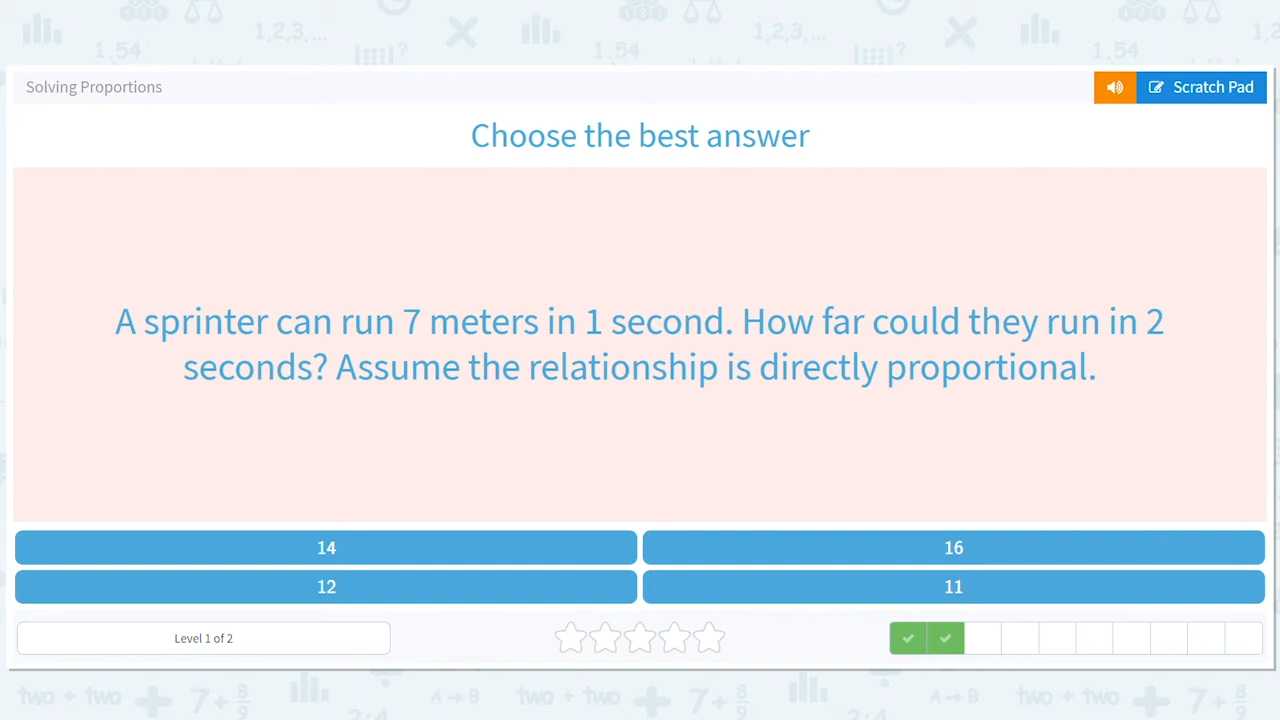 Solving Proportions
Scratch Pad
Choose the best answer
A sprinter can run 7 meters in 1 second. How far could they run in 2
seconds? Assume the relationship is directly proportional.
14
16
12
11
Level 1 of 2